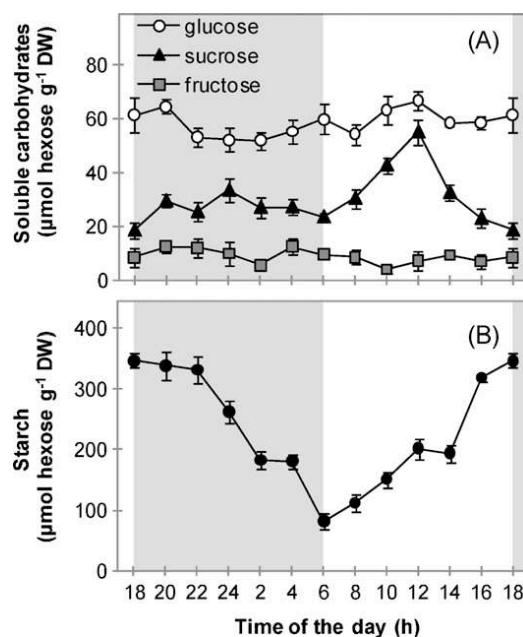 glucose
sucrose
fructose
(A)
Soluble carbohydrates
(µmol hexose g-1 DW)
80
60
40
20
0
(B)
Starch
(µmol hexose g-1 DW)
400
300
200
100
0
18 20 22 24 2 4 6 8 10 12 14 16 18
Time of the day (h)